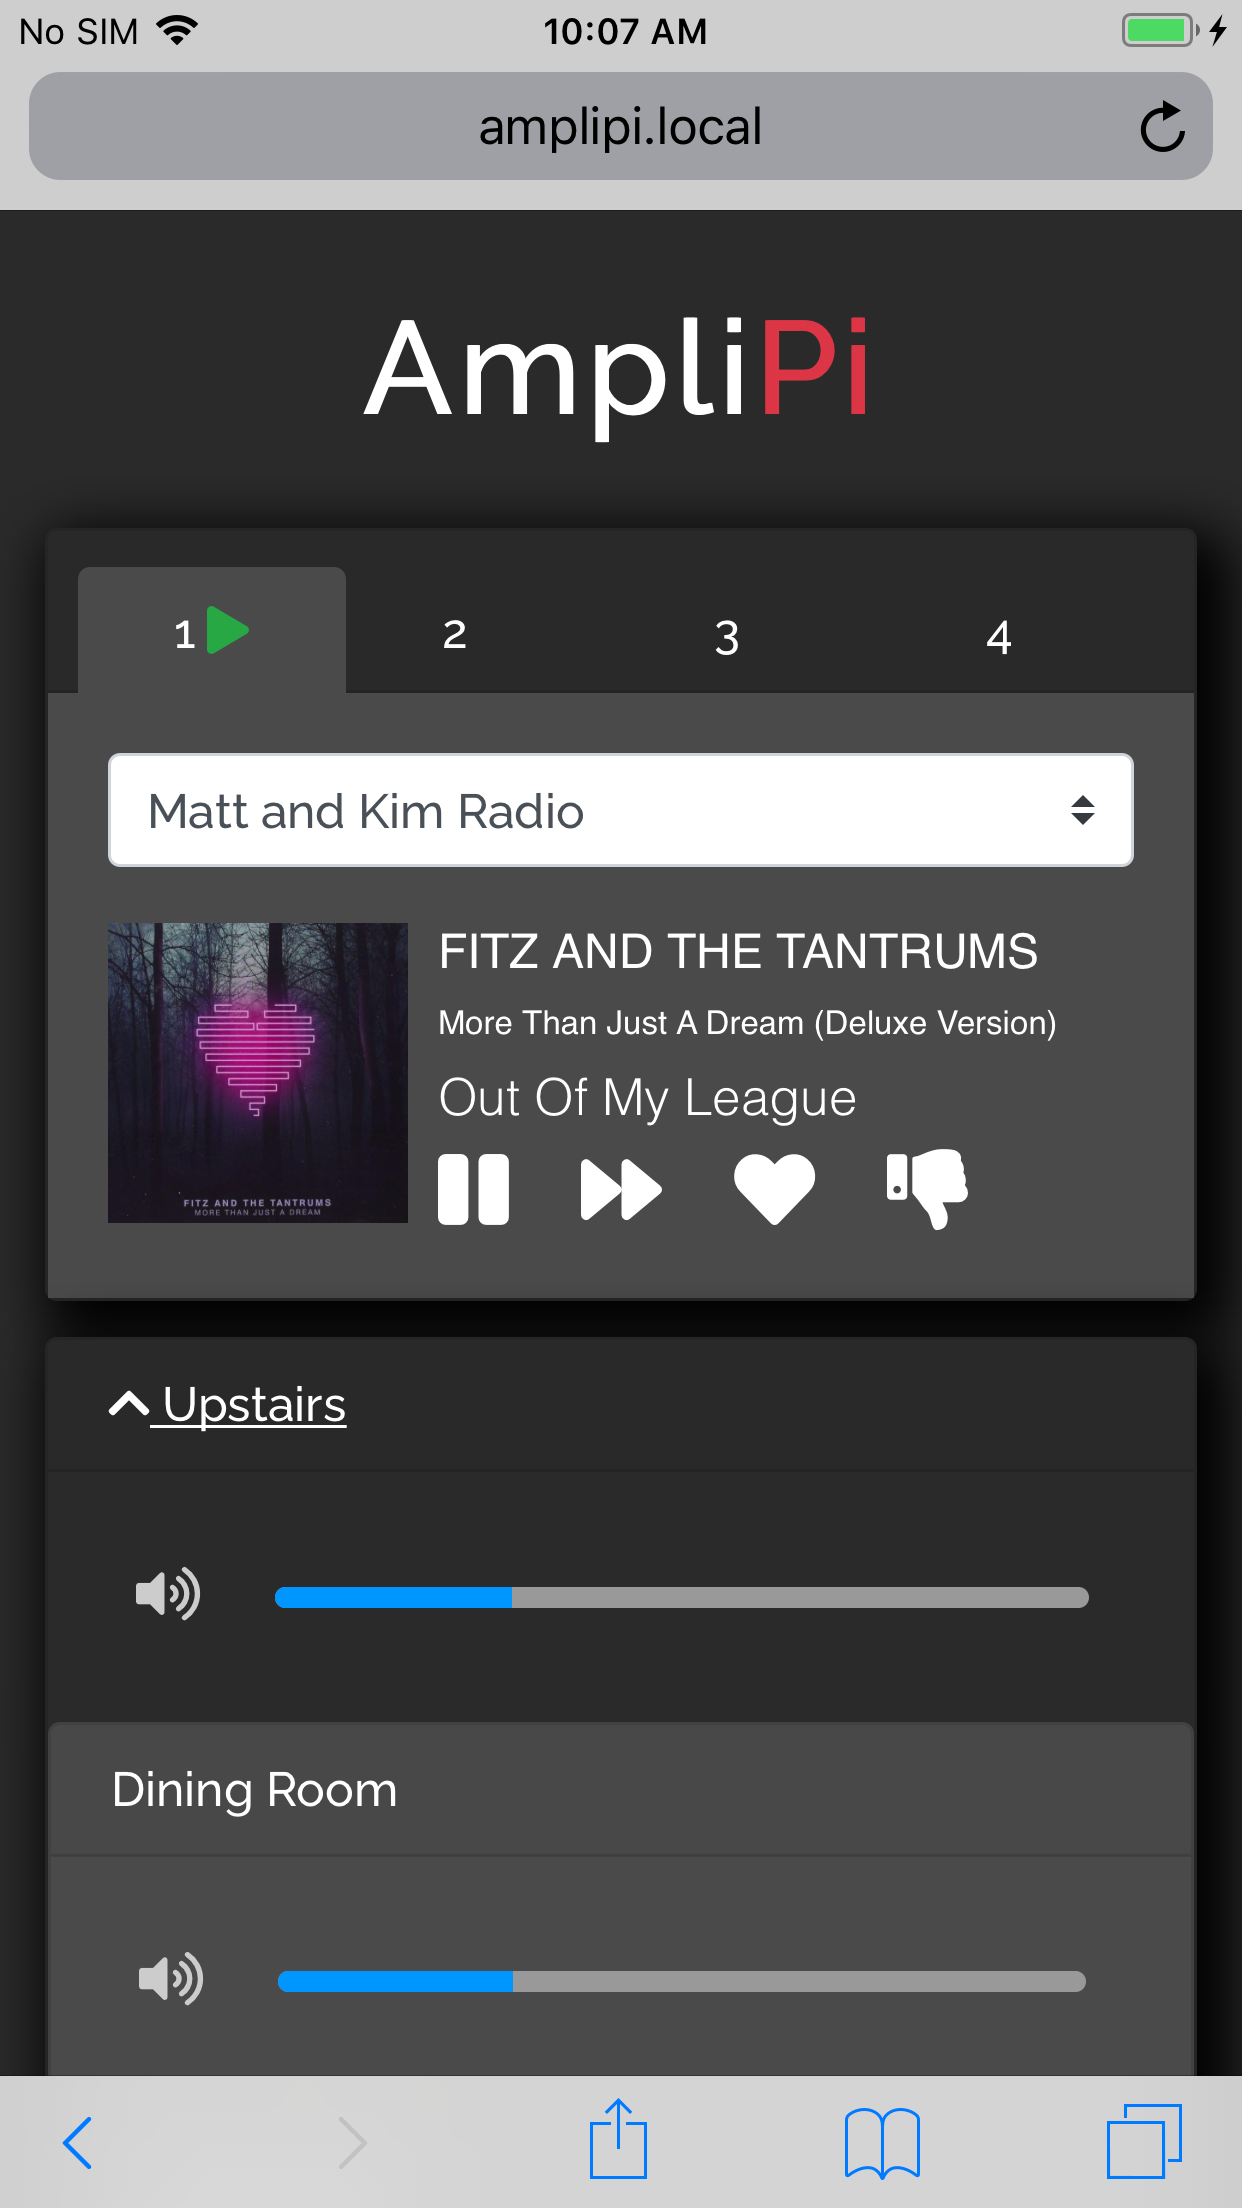 No SIM 10:07 AM
amplipi.local
AmpliPi
1 2 3 4
Matt and Kim Radio
FITZ AND THE TANTRUMS
More Than Just A Dream (Deluxe Version)
Out Of My League
FITZ AND THE TANTRUMS
MORE THAN JUST A DREAM
Upstairs
Dining Room